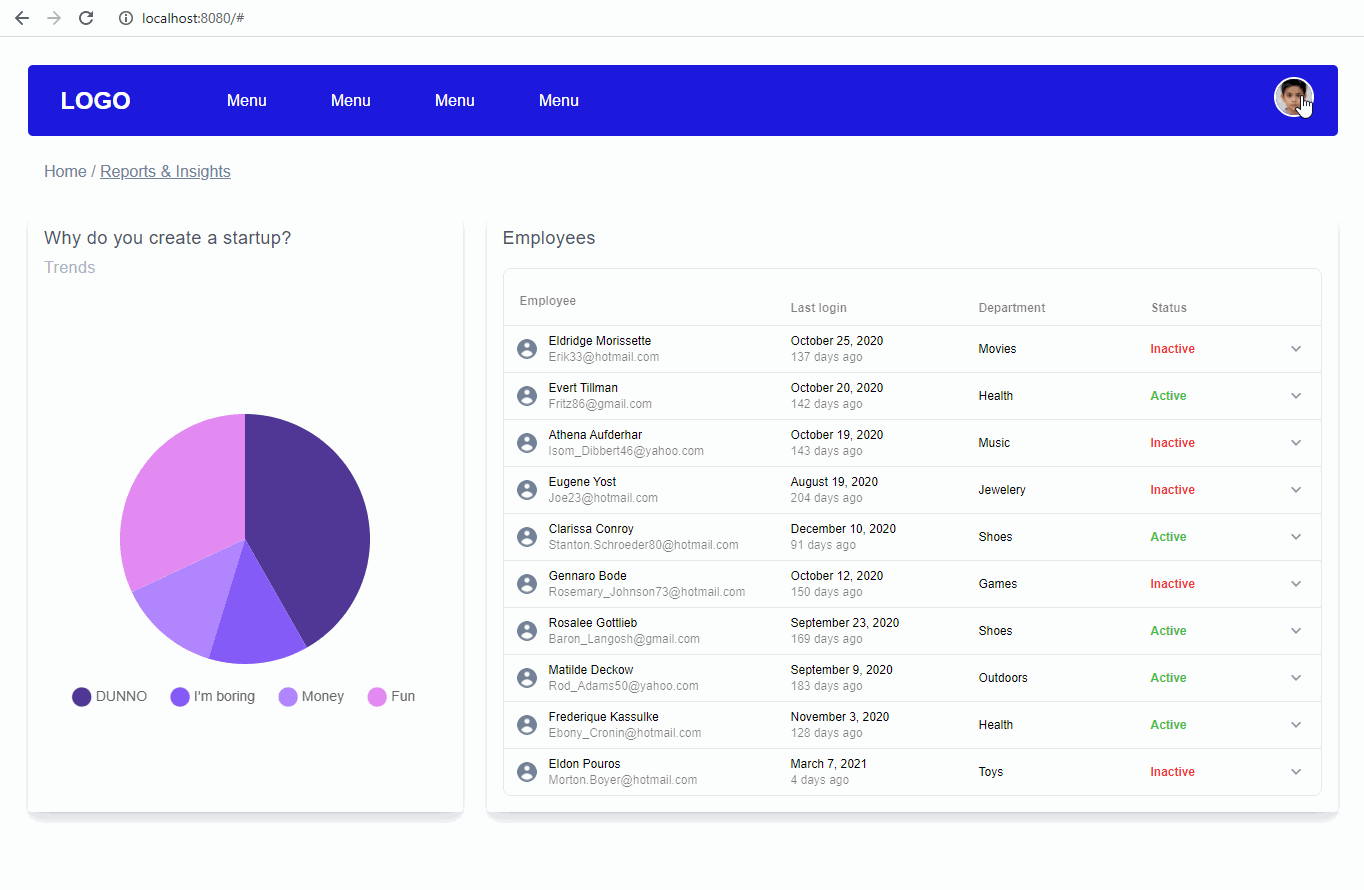 localhost:8080/#
LOGO Menu Menu Menu Menu
Home / Reports & Insights
Why do you create a startup?
Trends
DUNNO I'm boring Money Fun
Employees
Employee Last login Department Status
Eldridge Morissette October 25, 2020 Movies Inactive
Erik33@hotmail.com 137 days ago
Evert Tillman October 20, 2020 Health Active
Fritz86@gmail.com 142 days ago
Athena Aufderhar October 19, 2020 Music Inactive
Isom_Dibbert46@yahoo.com 143 days ago
Eugene Yost August 19, 2020 Jewelery Inactive
Joe23@hotmail.com 204 days ago
Clarissa Conroy December 10, 2020 Shoes Active
Stanton.Schroeder80@hotmail.com 91 days ago
Gennaro Bode October 12, 2020 Games Inactive
Rosemary_Johnson73@hotmail.com 150 days ago
Rosalee Gottlieb September 23, 2020 Shoes Active
Baron_Langosh@gmail.com 169 days ago
Matilde Deckow September 9, 2020 Outdoors Active
Rod_Adams50@yahoo.com 183 days ago
Frederique Kassulke November 3, 2020 Health Active
Ebony_Cronin@hotmail.com 128 days ago
Eldon Pouros March 7, 2021 Toys Inactive
Morton.Boyer@hotmail.com 4 days ago